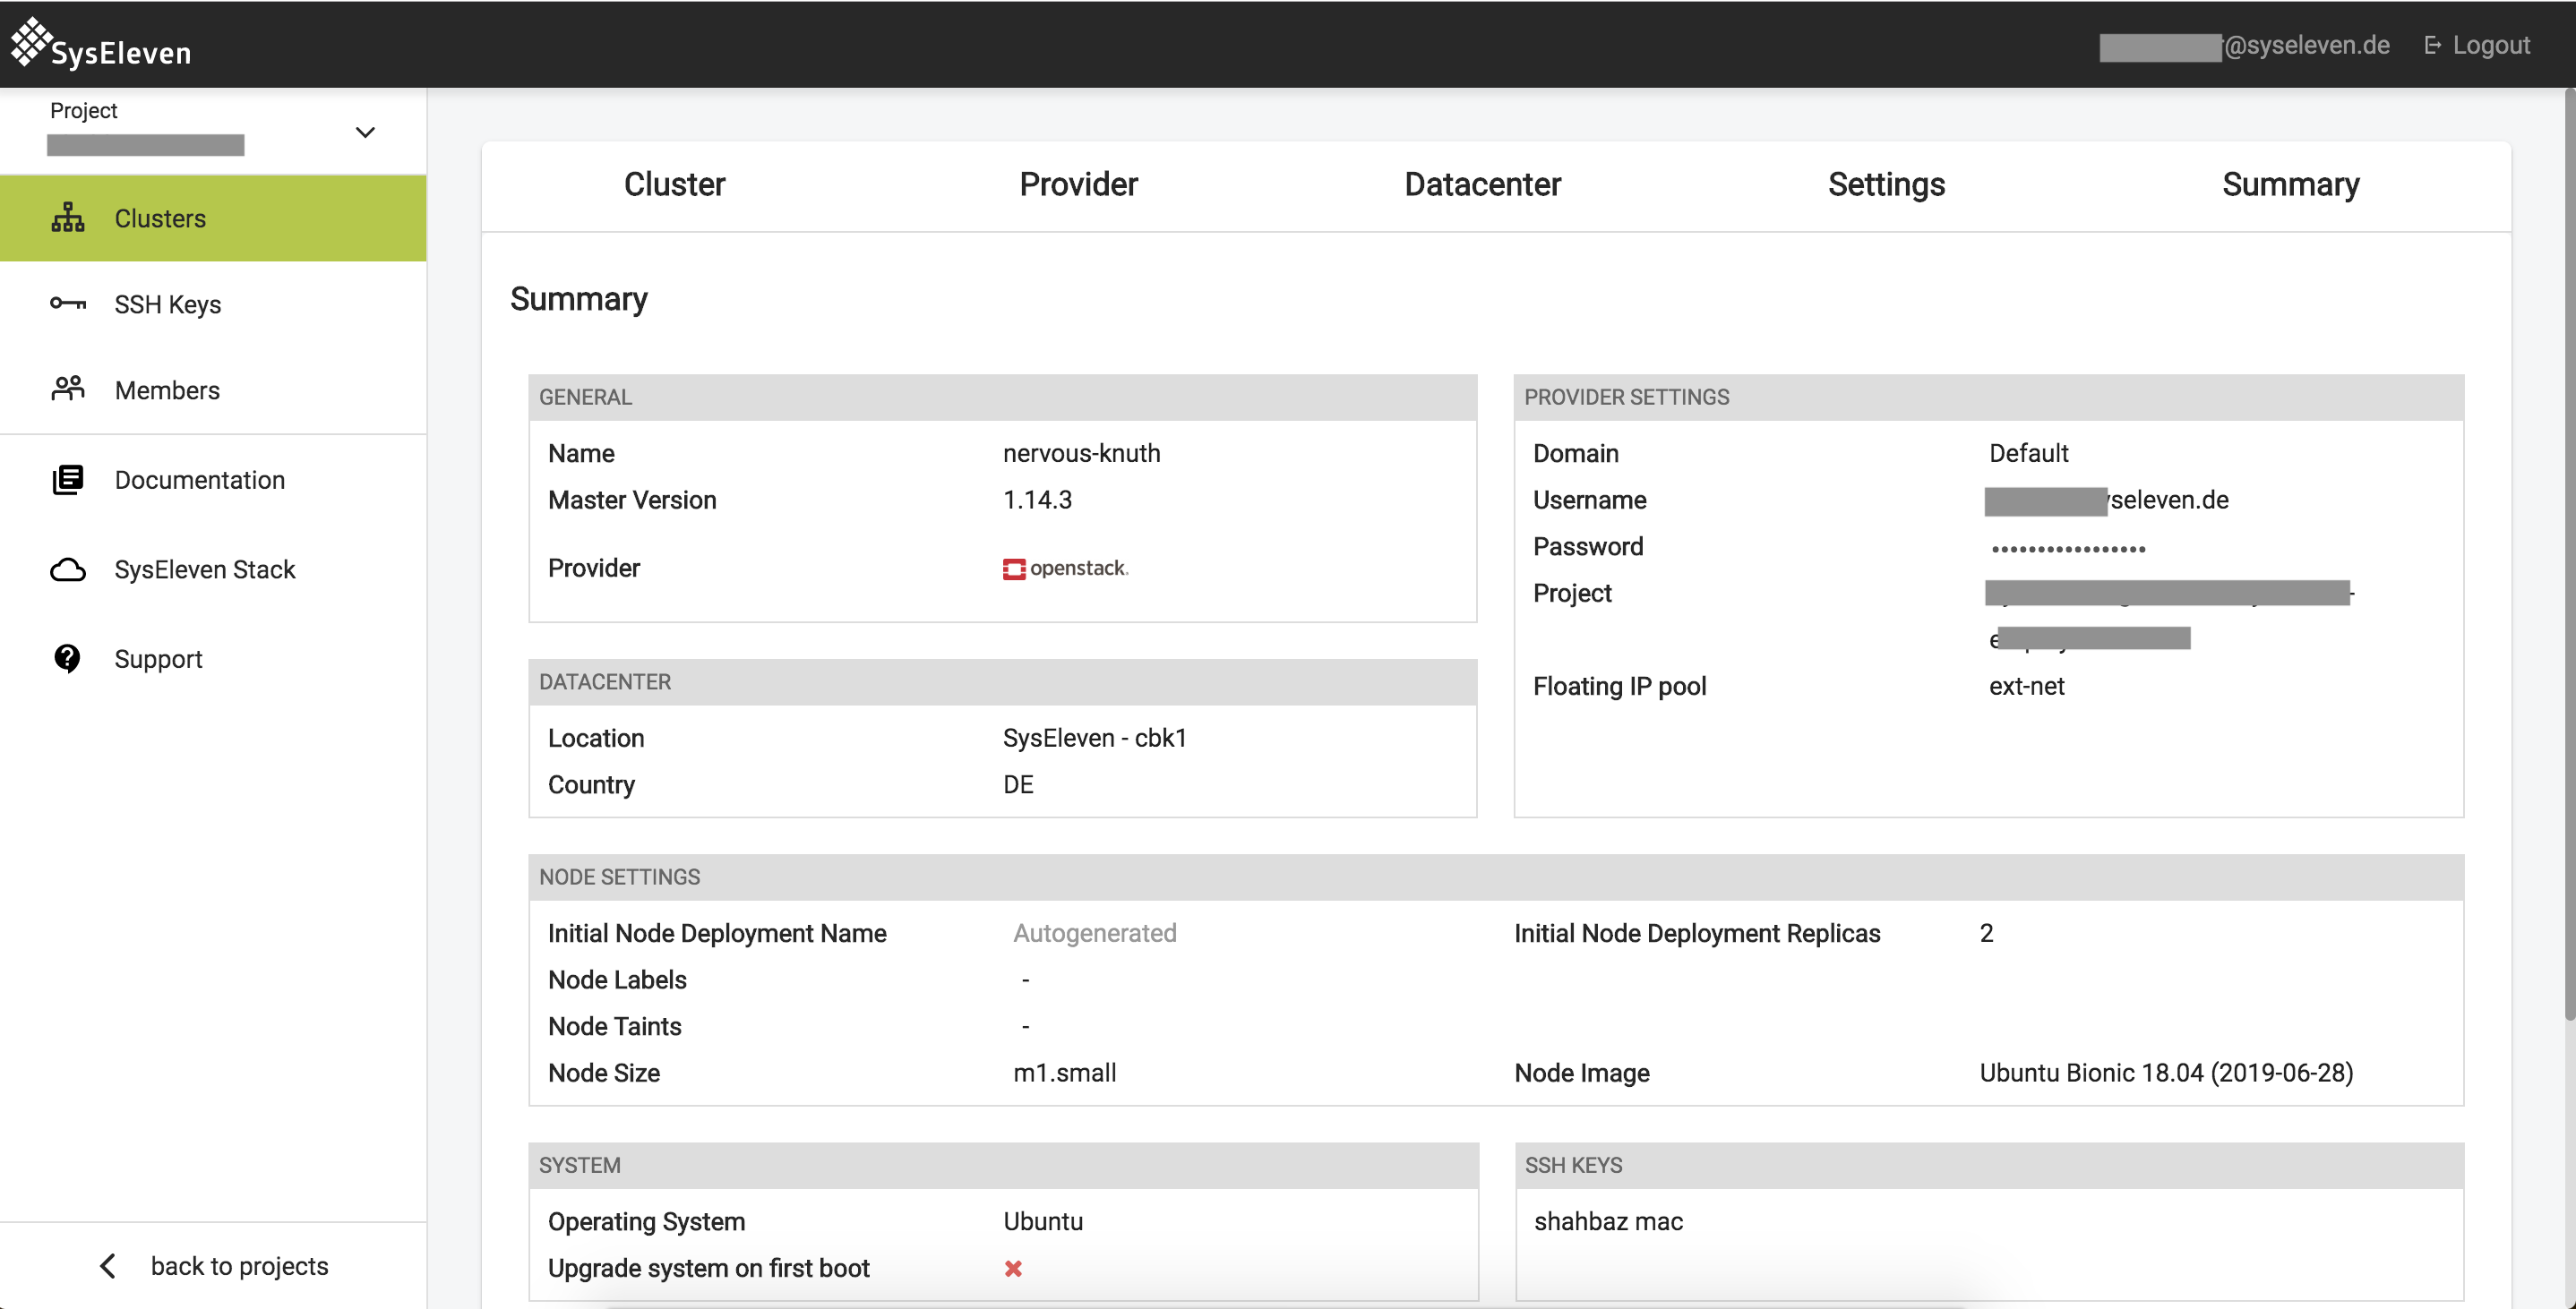 SysEleven
@syseleven.de
Logout
Project
Clusters
SSH Keys
Members
Documentation
SysEleven Stack
Support
back to projects
Cluster
Provider
Datacenter
Settings
Summary
Summary
GENERAL
Name nervous-knuth
Master Version 1.14.3
Provider openstack.
PROVIDER SETTINGS
Domain Default
Username seleven.de
Password •••••••••••••••••
Project -
Floating IP pool ext-net
DATACENTER
Location SysEleven - cbk1
Country DE
NODE SETTINGS
Initial Node Deployment Name Autogenerated Initial Node Deployment Replicas 2
Node Labels -
Node Taints -
Node Size m1.small Node Image Ubuntu Bionic 18.04 (2019-06-28)
SYSTEM
Operating System Ubuntu
Upgrade system on first boot
SSH KEYS
shahbaz mac